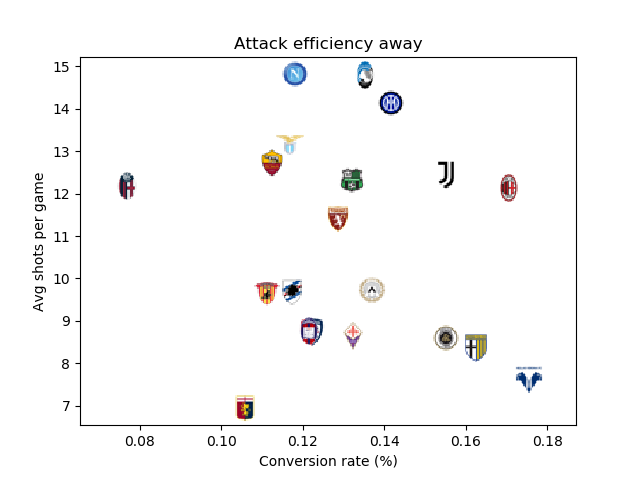 Attack efficiency away
15
14
13
12
11
10
9
8
7
Avg shots per game
0.08 0.10 0.12 0.14 0.16 0.18
Conversion rate (%)
N